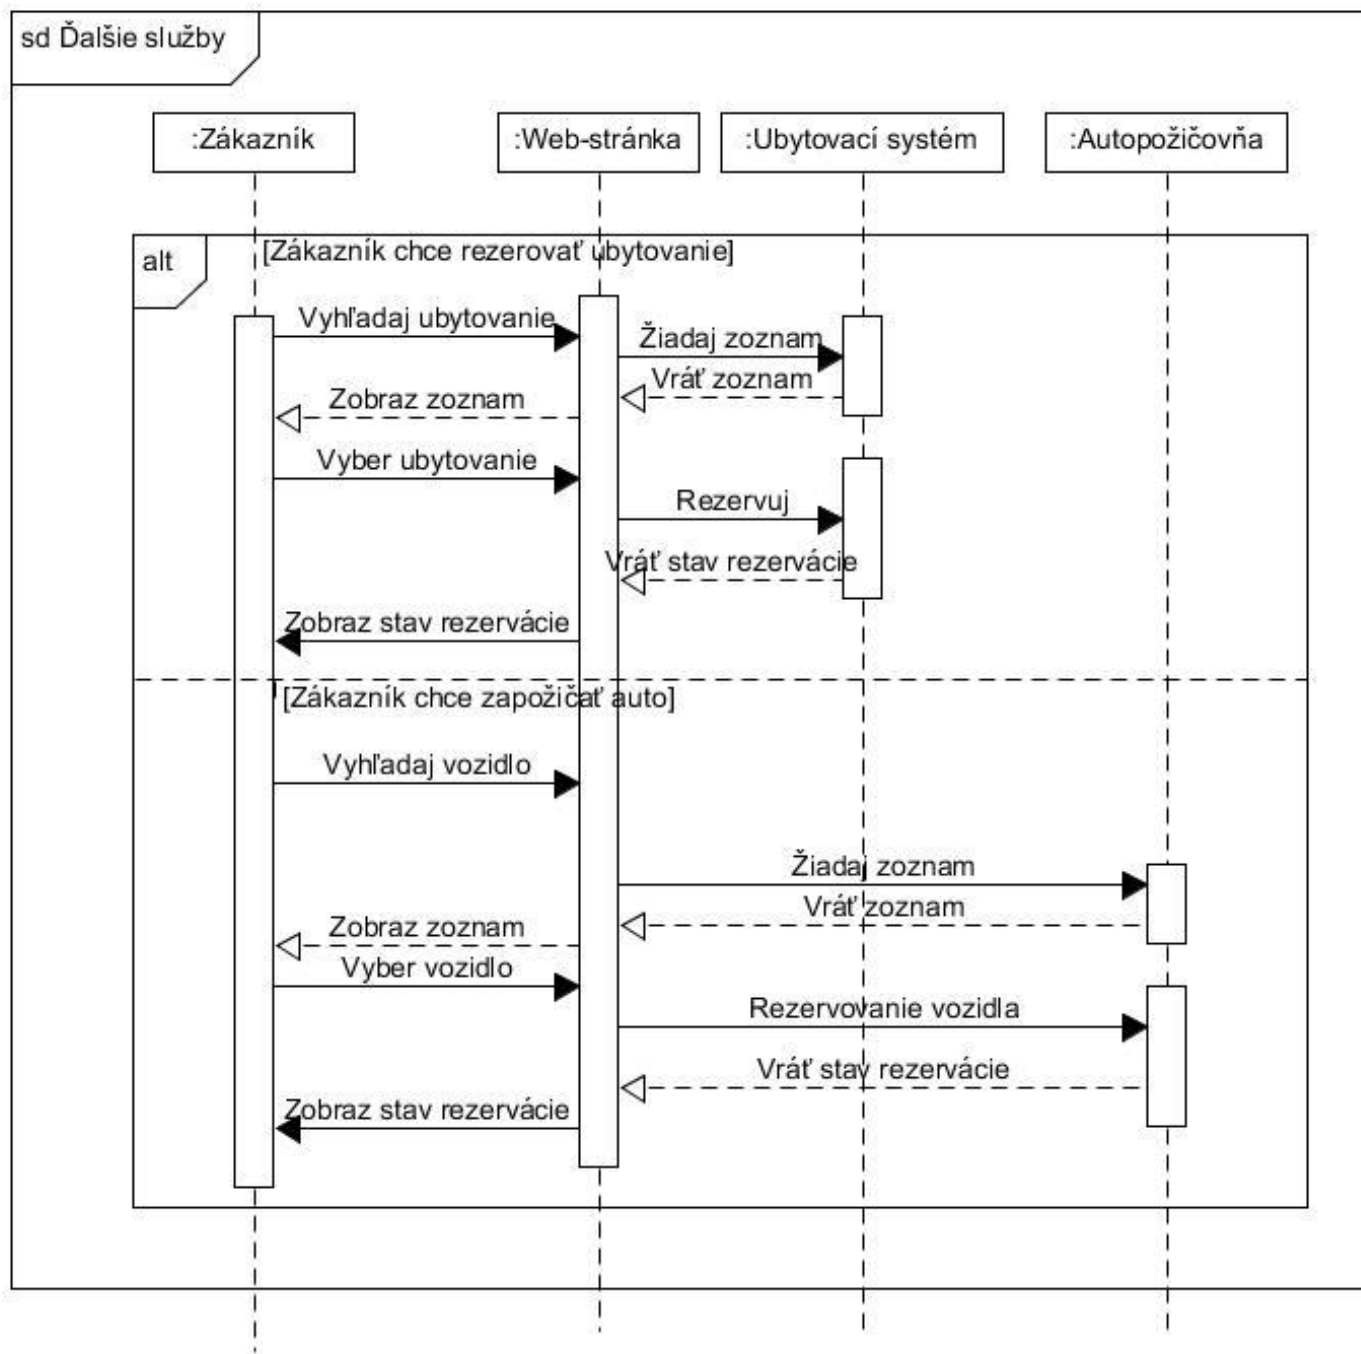 sd Ďalšie služby
:Zákazník
:Web-stránka
:Ubytovací systém
:Autopožičovňa
alt
[Zákazník chce rezerovať ubytovanie]
Vyhľadaj ubytovanie
Žiadaj zoznam
Vráť zoznam
Zobraz zoznam
Vyber ubytovanie
Rezervuj
Vráť stav rezervácie
Zobraz stav rezervácie
[Zákazník chce zapožičať auto]
Vyhľadaj vozidlo
Žiadaj zoznam
Vráť zoznam
Zobraz zoznam
Vyber vozidlo
Rezervovanie vozidla
Vráť stav rezervácie
Zobraz stav rezervácie